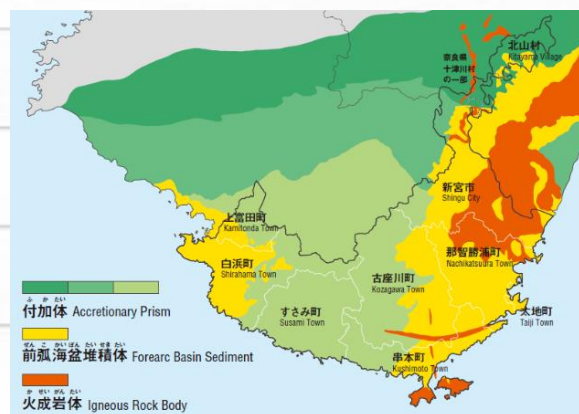 北山村
Kitayama Village
奈良県
十津川村
の一部
新宮市
Shingu City
上富田町
Kamitonda Town
那智勝浦町
Nachikatsuura Town
白浜町
Shirahama Town
古座川町
Kozagawa Town
太地町
Taiji Town
すさみ町
Susami Town
串本町
Kushimoto Town
ふかたい
付加体 Accretionary Prism
ぜんこかいぼんたいせきたい
前弧海盆堆積体 Forearc Basin Sediment
かせいがんたい
火成岩体 Igneous Rock Body